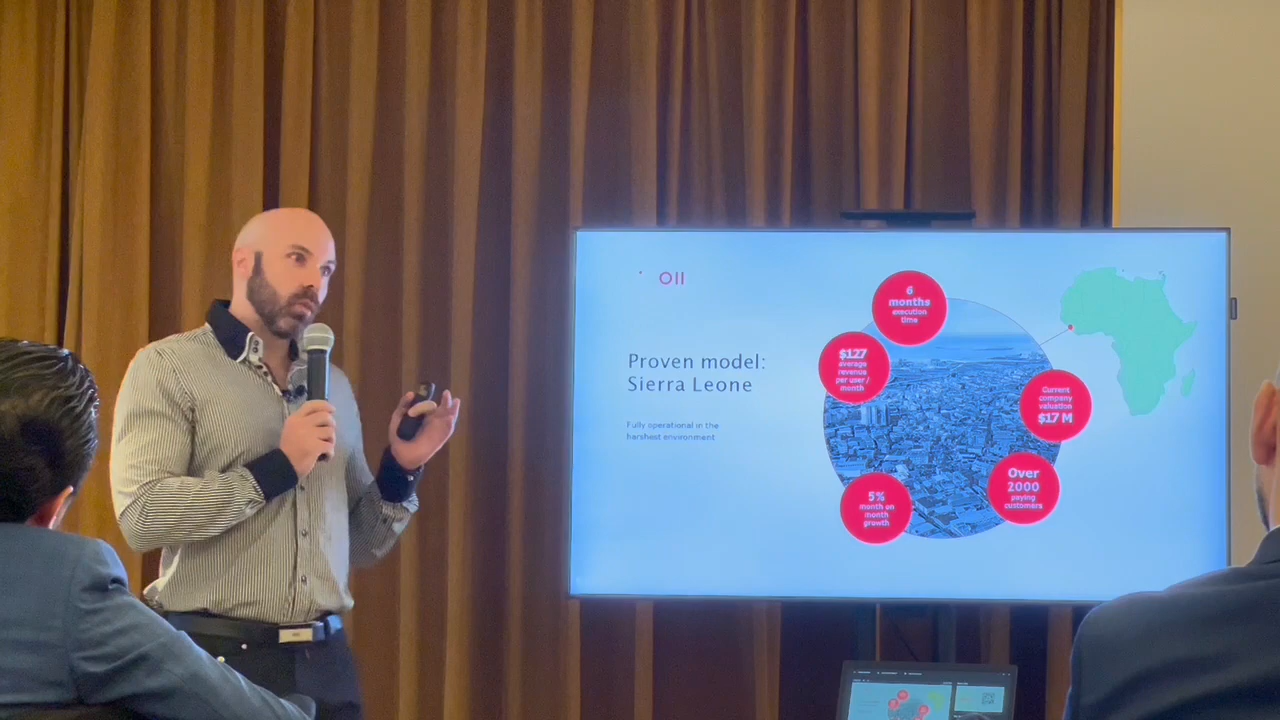 OII
Proven model:
Sierra Leone
Fully operational in the
harshest environment
6
months
execution
time
$127
average
revenue
per user /
month
Current
company
valuation
$17 M
Over
2000
paying
customers
5%
month on
month
growth